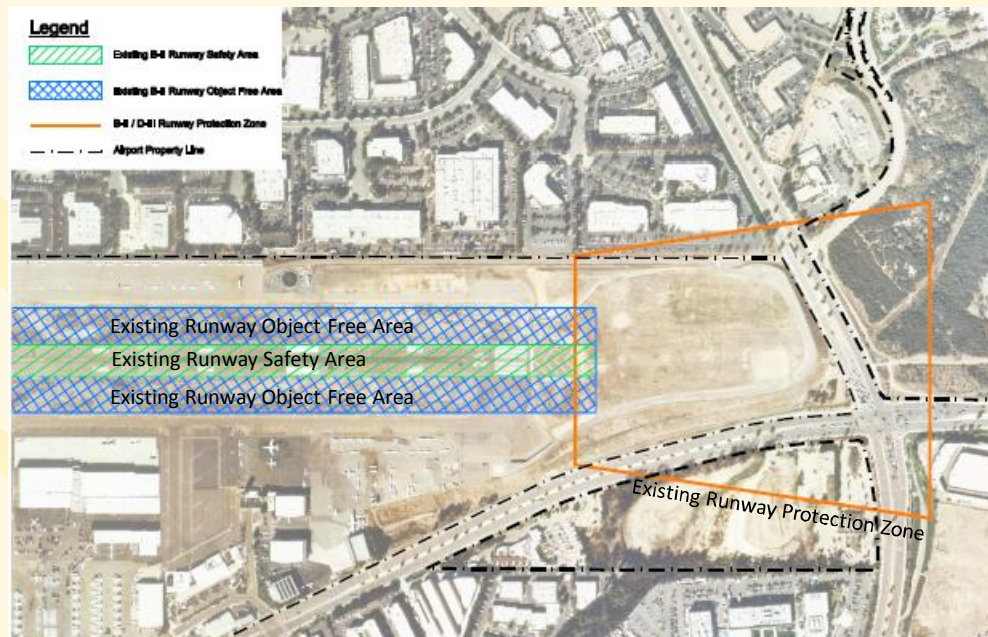 Legend
Existing B-II Runway Safety Area
Existing B-II Runway Object Free Area
B-II / D-III Runway Protection Zone
Airport Property Line
Existing Runway Object Free Area
Existing Runway Safety Area
Existing Runway Object Free Area
Existing Runway Protection Zone